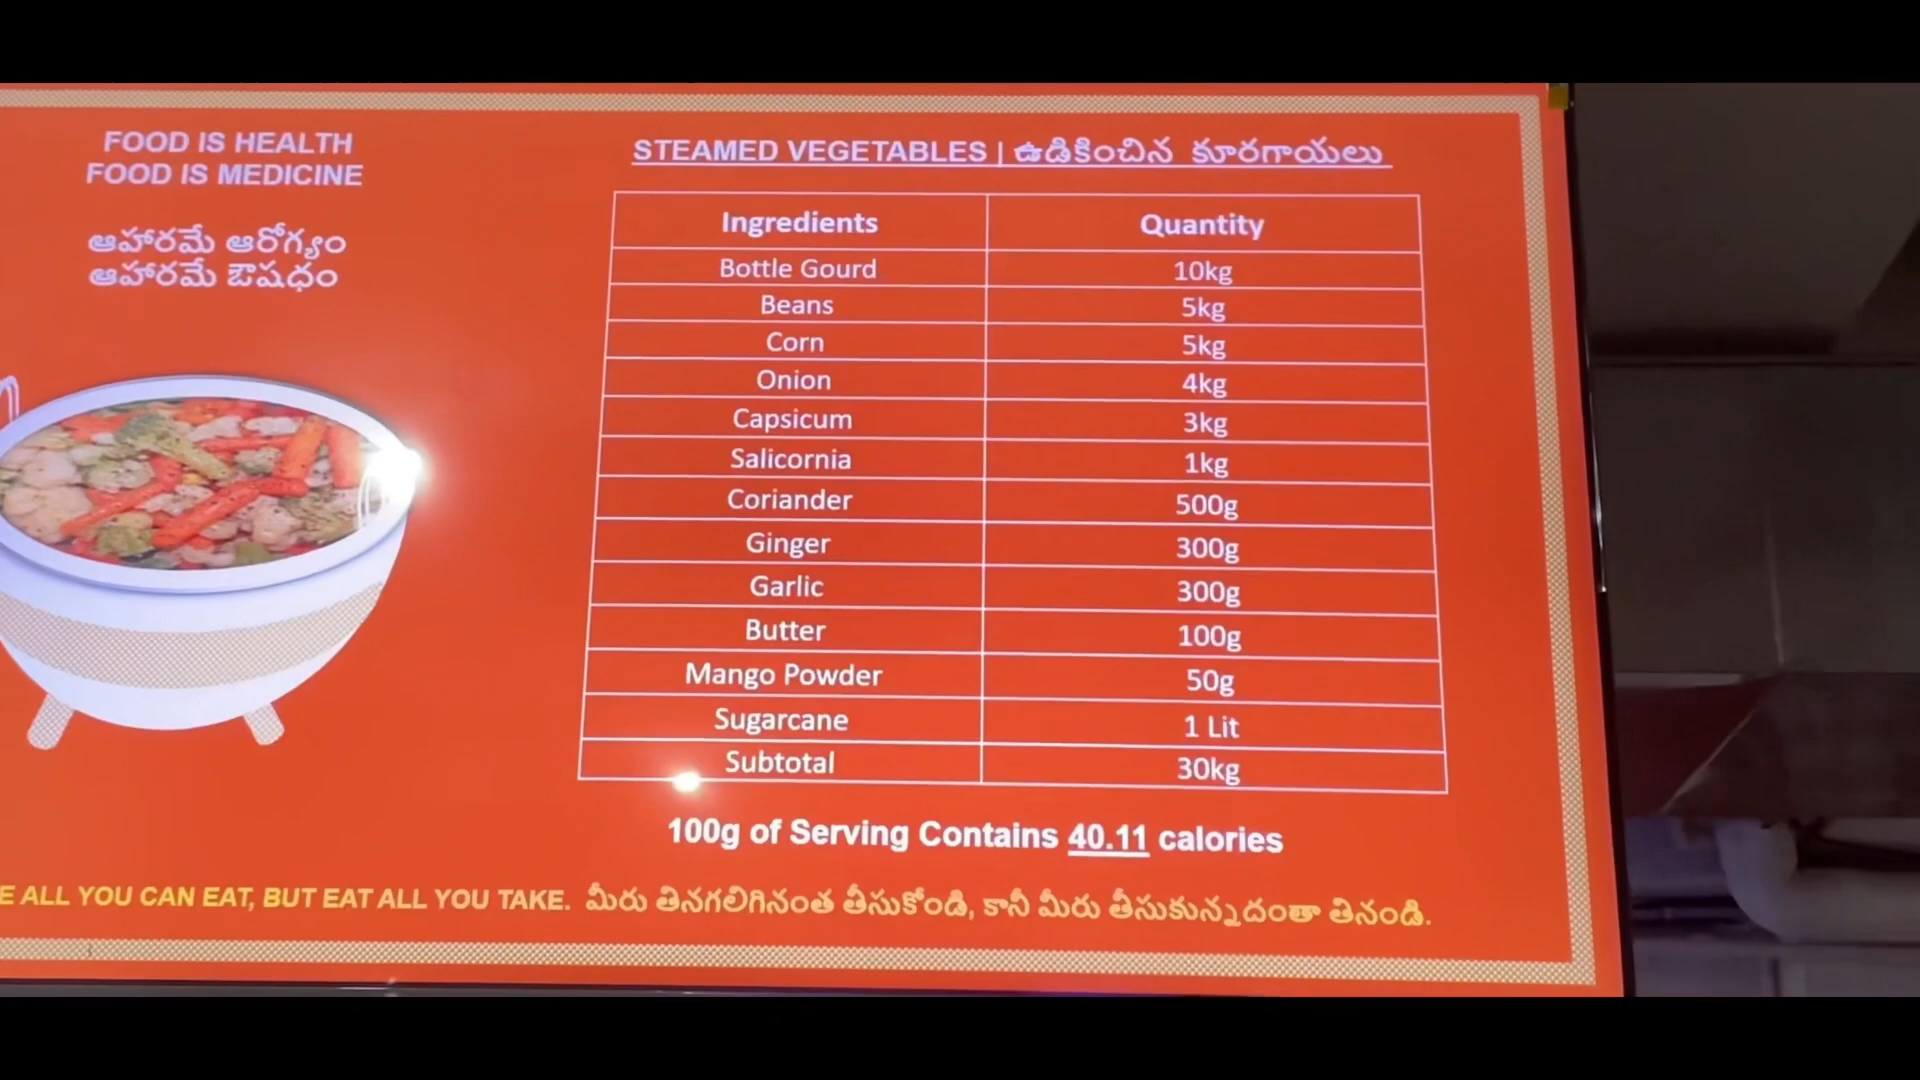 FOOD IS HEALTH
FOOD IS MEDICINE
ఆహారమే ఆరోగ్యం
ఆహారమే ఔషధం
STEAMED VEGETABLES | ఉడికించిన కూరగాయలు
Ingredients Quantity
Bottle Gourd 10kg
Beans 5kg
Corn 5kg
Onion 4kg
Capsicum 3kg
Salicornia 1kg
Coriander 500g
Ginger 300g
Garlic 300g
Butter 100g
Mango Powder 50g
Sugarcane 1 Lit
Subtotal 30kg
100g of Serving Contains 40.11 calories
E ALL YOU CAN EAT, BUT EAT ALL YOU TAKE. మీరు తినగలిగినంత తీసుకోండి, కానీ మీరు తీసుకున్నదంతా తినండి.